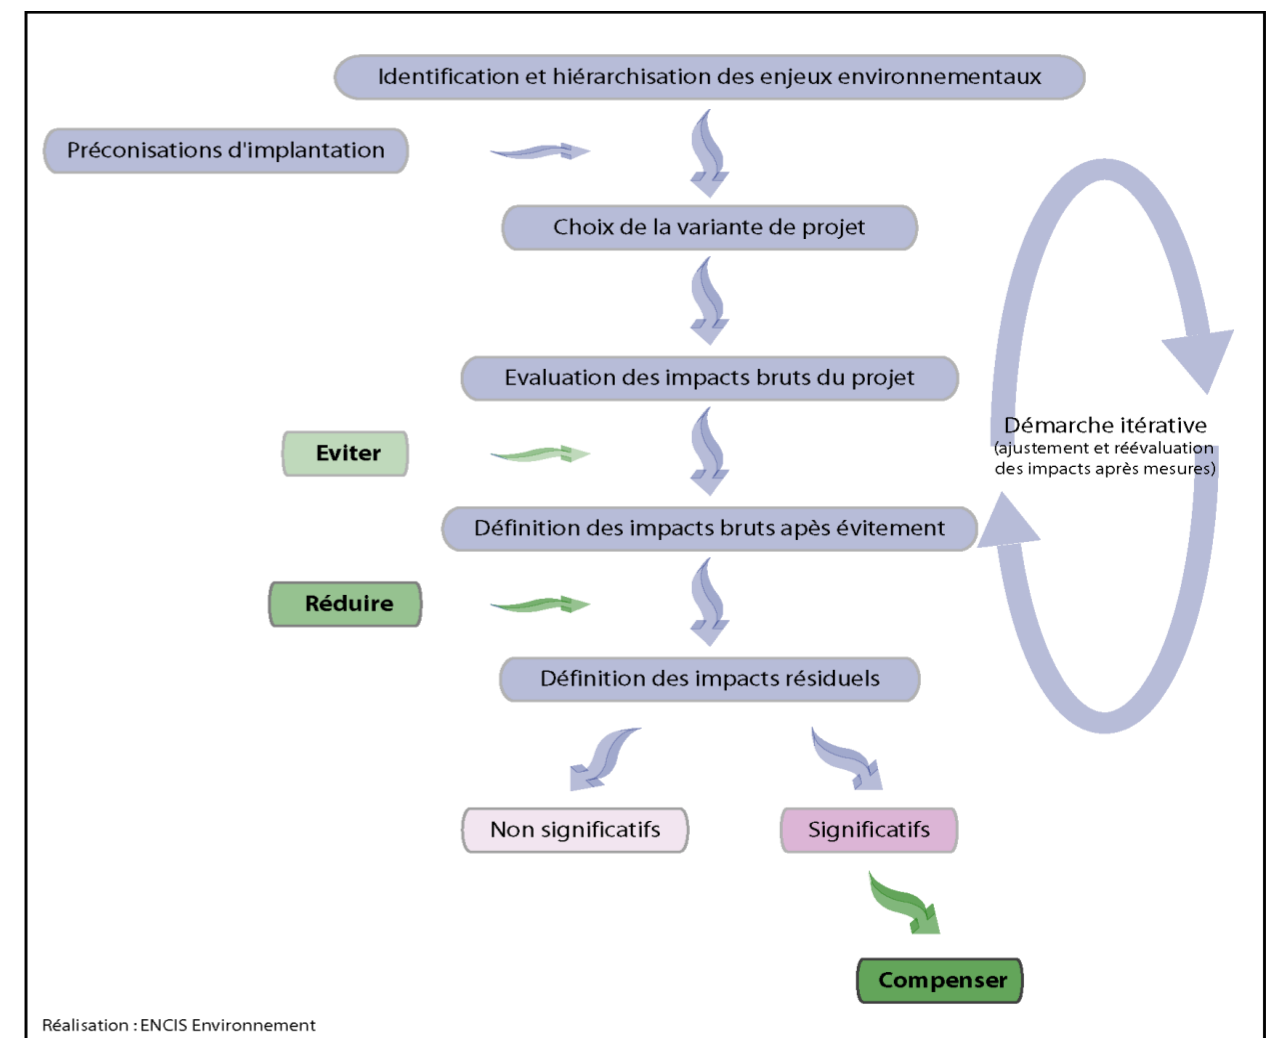 Identification et hiérarchisation des enjeux environnementaux
Préconisations d'implantation
Choix de la variante de projet
Evaluation des impacts bruts du projet
Démarche itérative
(ajustement et réévaluation
des impacts après mesures)
Eviter
Définition des impacts bruts apès évitement
Réduire
Définition des impacts résiduels
Non significatifs
Significatifs
Compenser
Réalisation : ENCIS Environnement